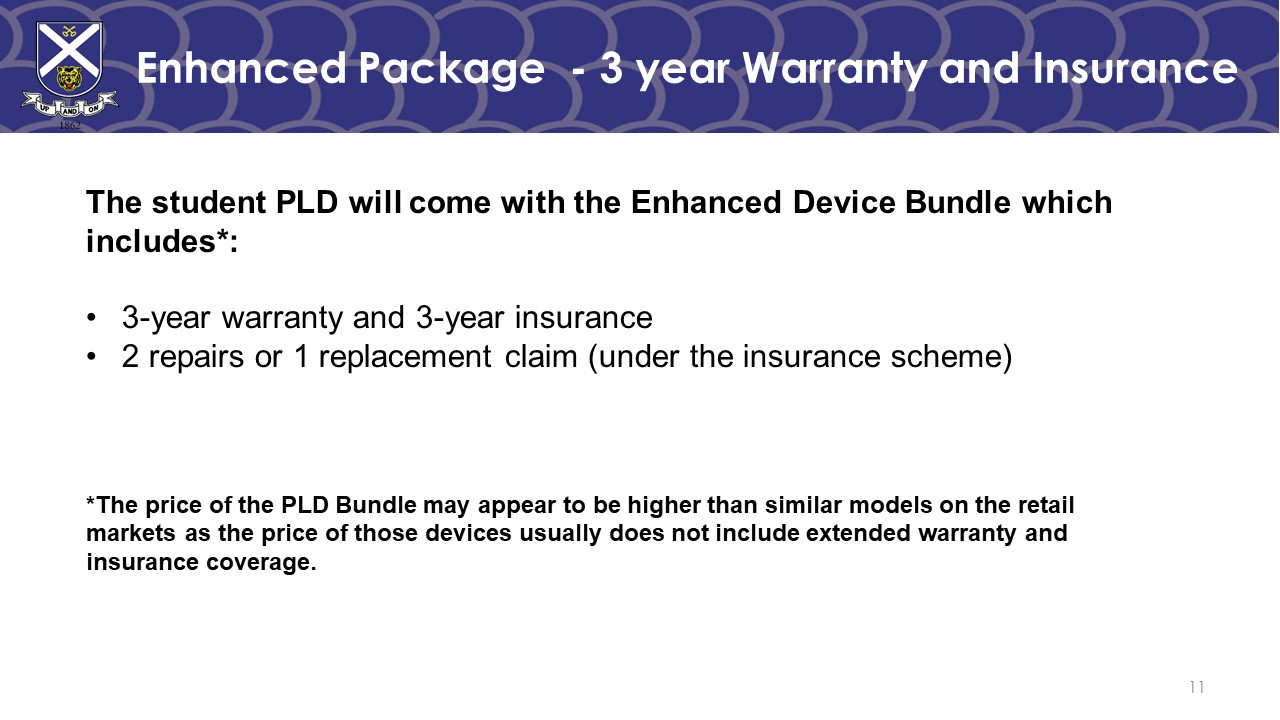 Enhanced Package - 3 year Warranty and Insurance
UP AND ON
1862
The student PLD will come with the Enhanced Device Bundle which
includes*:
• 3-year warranty and 3-year insurance
• 2 repairs or 1 replacement claim (under the insurance scheme)
*The price of the PLD Bundle may appear to be higher than similar models on the retail
markets as the price of those devices usually does not include extended warranty and
insurance coverage.
11